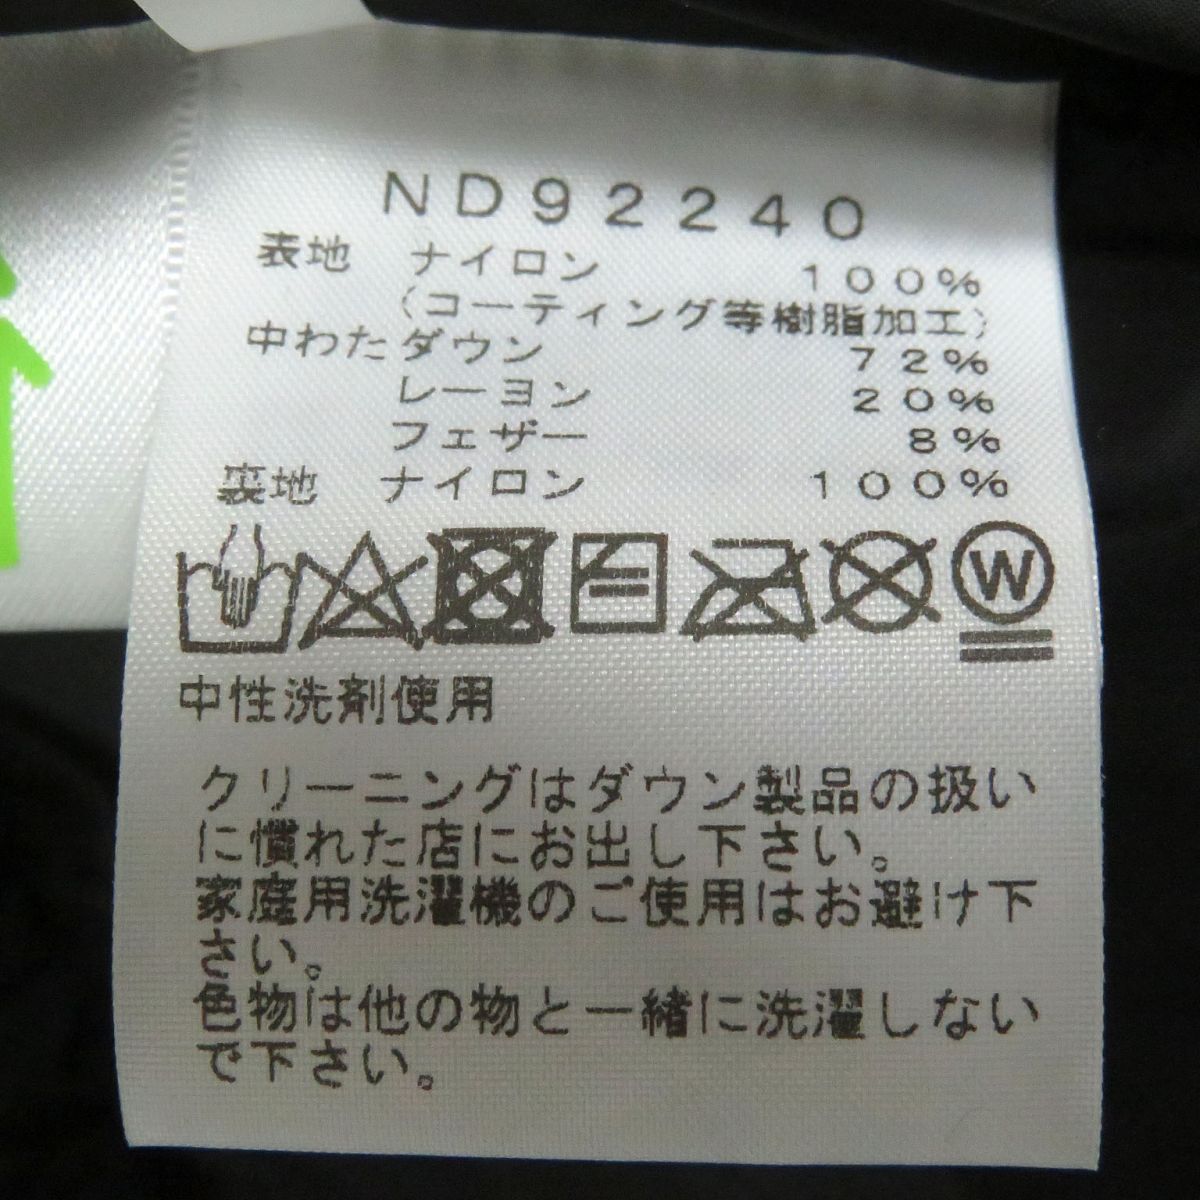 ND92240
表地 ナイロン 100%
(コーティング等樹脂加工)
中わた ダウン 72%
レーヨン 20%
フェザー 8%
裏地 ナイロン 100%
W
中性洗剤使用
クリーニングはダウン製品の扱い
に慣れた店にお出し下さい。
家庭用洗濯機のご使用はお避け下
さい。
色物は他の物と一緒に洗濯しない
で下さい。